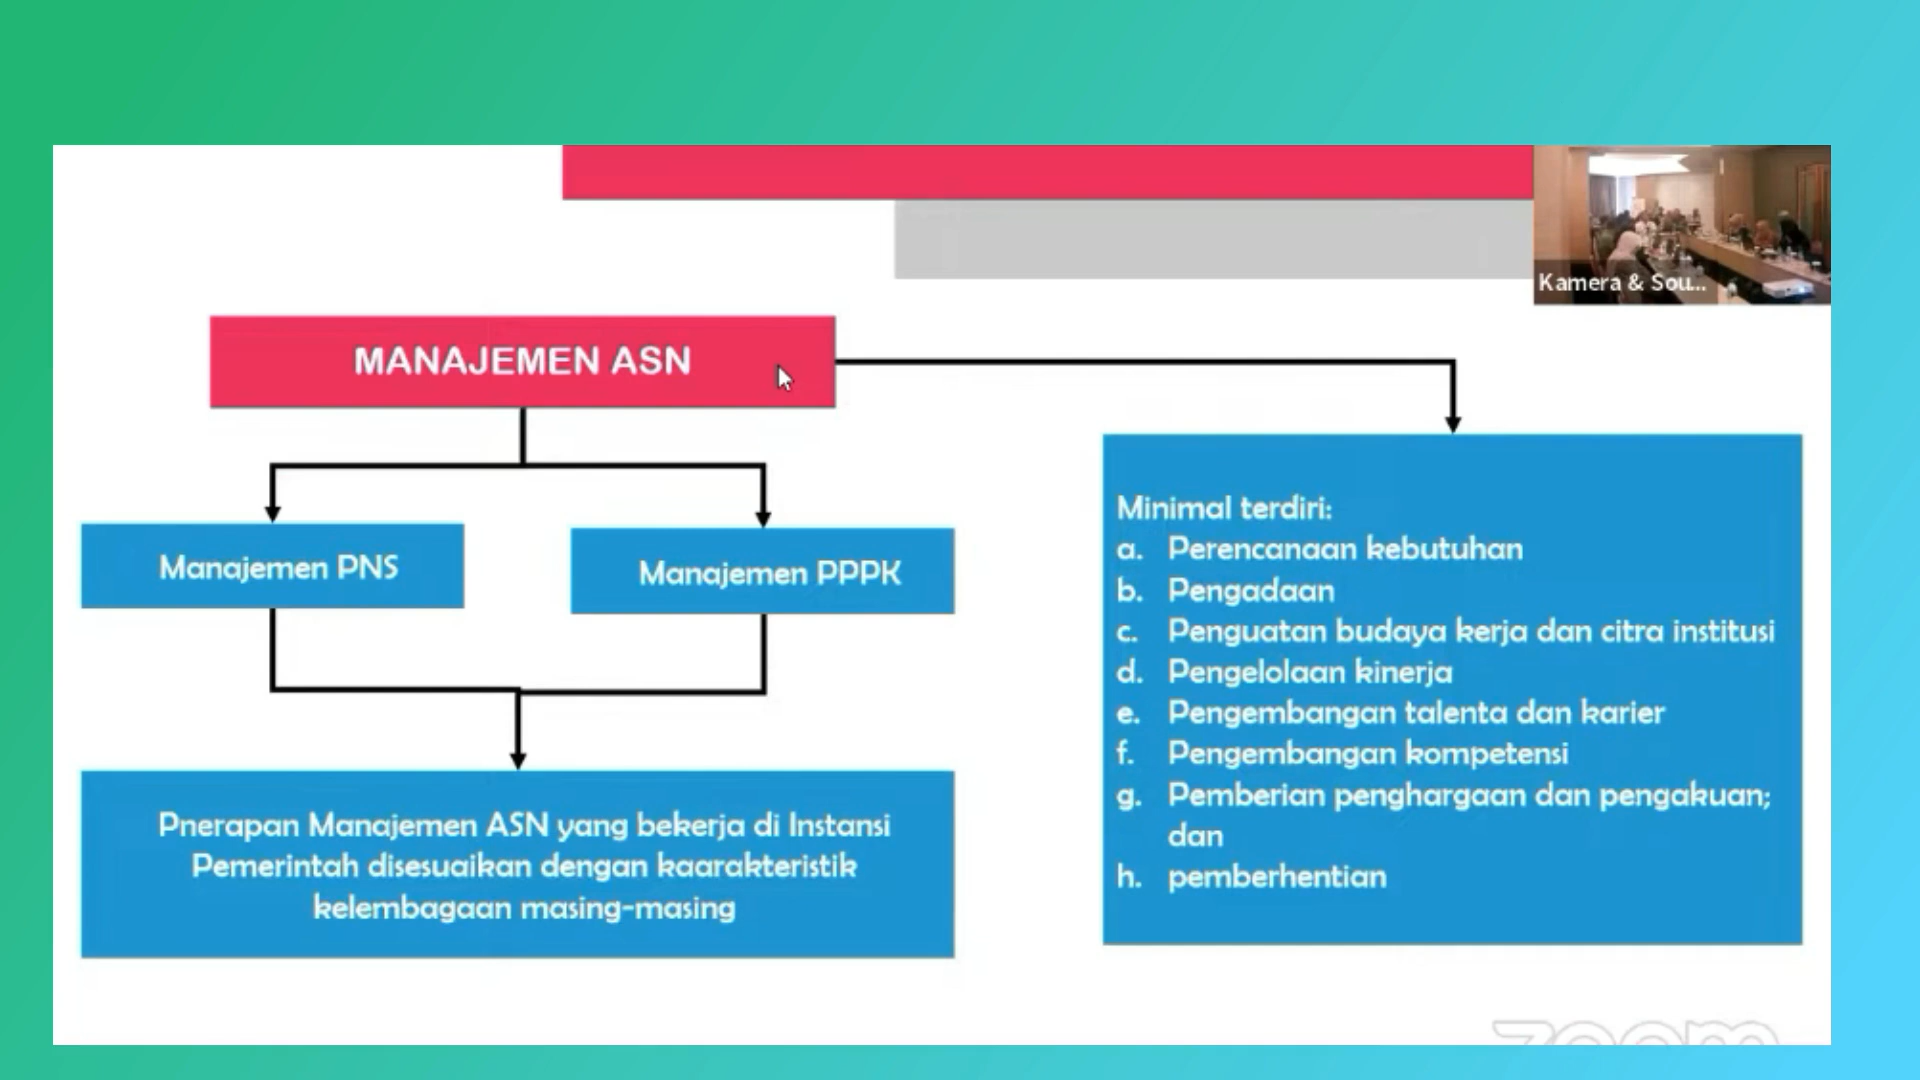 Kamera & Sou...
MANAJEMEN ASN
Manajemen PNS
Manajemen PPPK
Pnerapan Manajemen ASN yang bekerja di Instansi
Pemerintah disesuaikan dengan kaarakteristik
kelembagaan masing-masing
Minimal terdiri:
a. Perencanaan kebutuhan
b. Pengadaan
c. Penguatan budaya kerja dan citra institusi
d. Pengelolaan kinerja
e. Pengembangan talenta dan karier
f. Pengembangan kompetensi
g. Pemberian penghargaan dan pengakuan;
dan
h. pemberhentian
zoom